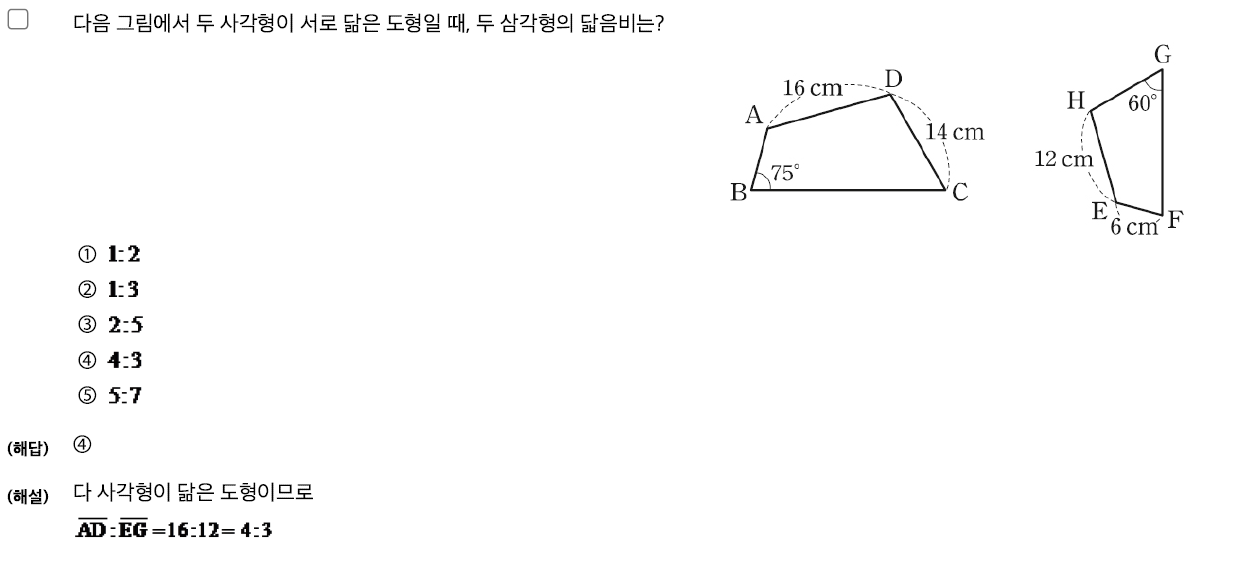 다음 그림에서 두 사각형이 서로 닮은 도형일 때, 두 삼각형의 닯음비는?
G
D
16 cm
H
60°
A
14 cm
12 cm
75°
B
C
E
F
6 cm
① 1:2
② 1:3
③ 2:5
④ 4:3
⑤ 5:7
(해답) ④
(해설) 다 사각형이 닮은 도형이므로
AD:EG=16:12=4:3